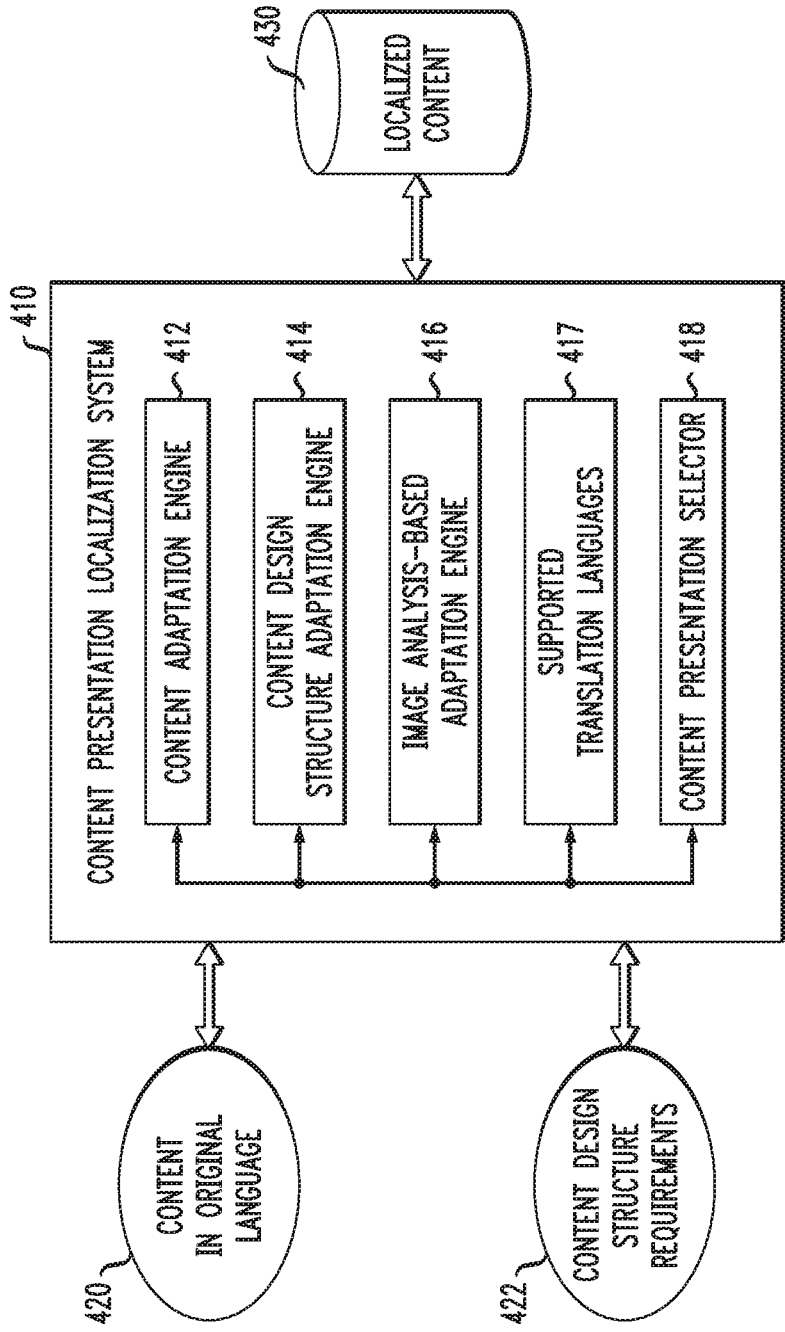 420
CONTENT
IN ORIGINAL
LANGUAGE
422
CONTENT DESIGN
STRUCTURE
REQUIREMENTS
410
CONTENT PRESENTATION LOCALIZATION SYSTEM
CONTENT ADAPTATION ENGINE
412
CONTENT DESIGN
STRUCTURE ADAPTATION ENGINE
414
IMAGE ANALYSIS-BASED
ADAPTATION ENGINE
416
SUPPORTED
TRANSLATION LANGUAGES
417
CONTENT PRESENTATION SELECTOR
418
430
LOCALIZED
CONTENT